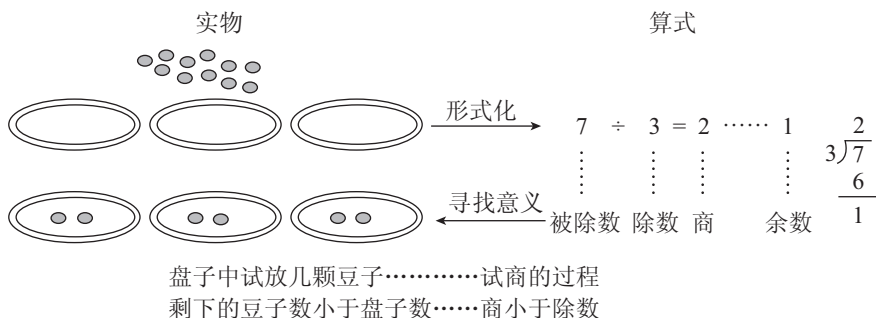 实物
算式
形式化
7 ÷ 3 = 2 …… 1
2
3 7
6
1
寻找意义
被除数 除数 商 余数
盘子中试放几颗豆子…………试商的过程
剩下的豆子数小于盘子数……商小于除数